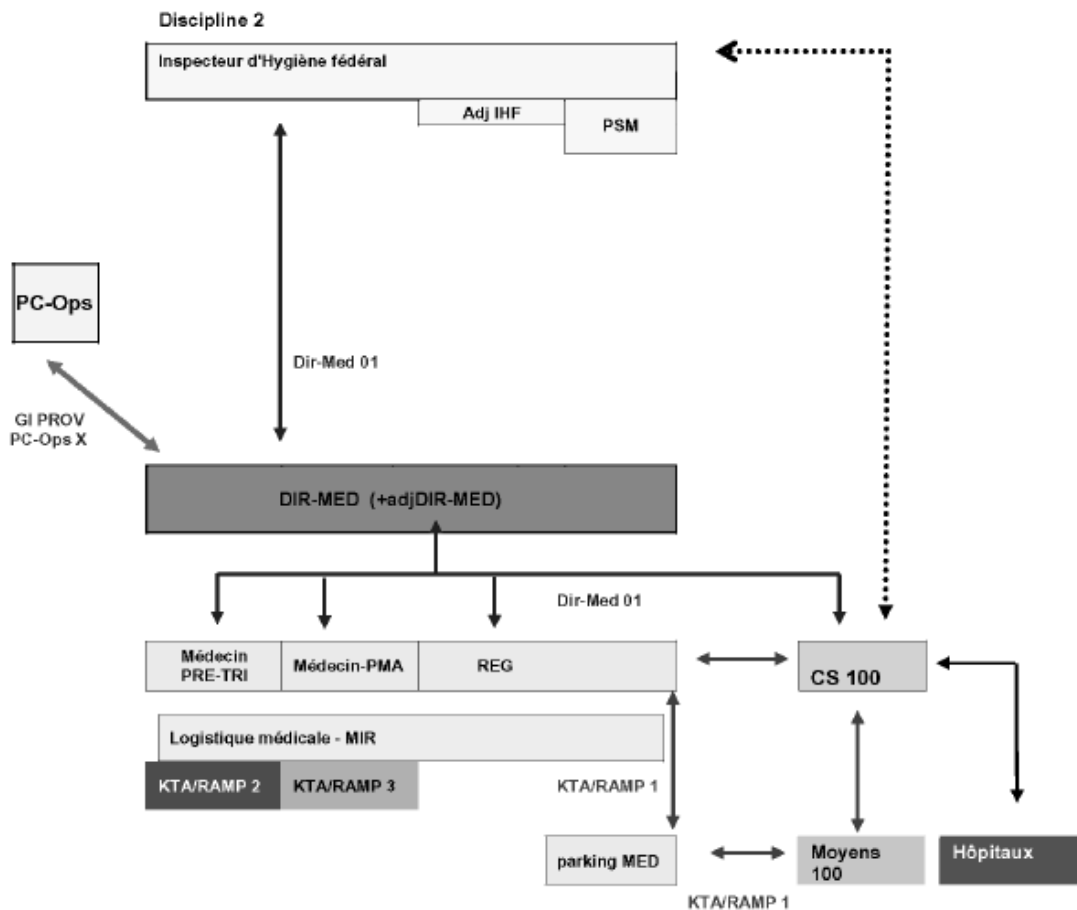 Discipline 2
Inspecteur d'Hygiène fédéral
Adj IHF
PSM
PC-Ops
Dir-Med 01
GI PROV
PC-Ops X
DIR-MED (+adjDIR-MED)
Dir-Med 01
Médecin
PRE-TRI
Médecin-PMA
REG
CS 100
Logistique médicale - MIR
KTA/RAMP 2
KTA/RAMP 3
KTA/RAMP 1
parking MED
Moyens
100
Hôpitaux
KTA/RAMP 1